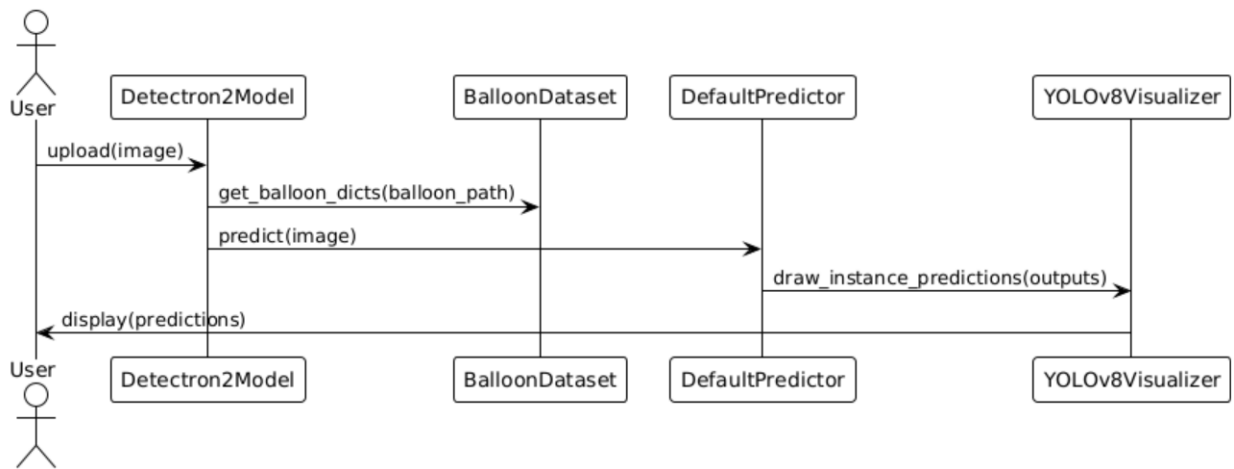 User
Detectron2Model
BalloonDataset
DefaultPredictor
YOLOv8Visualizer
upload(image)
get_balloon_dicts(balloon_path)
predict(image)
draw_instance_predictions(outputs)
display(predictions)
User
Detectron2Model
BalloonDataset
DefaultPredictor
YOLOv8Visualizer